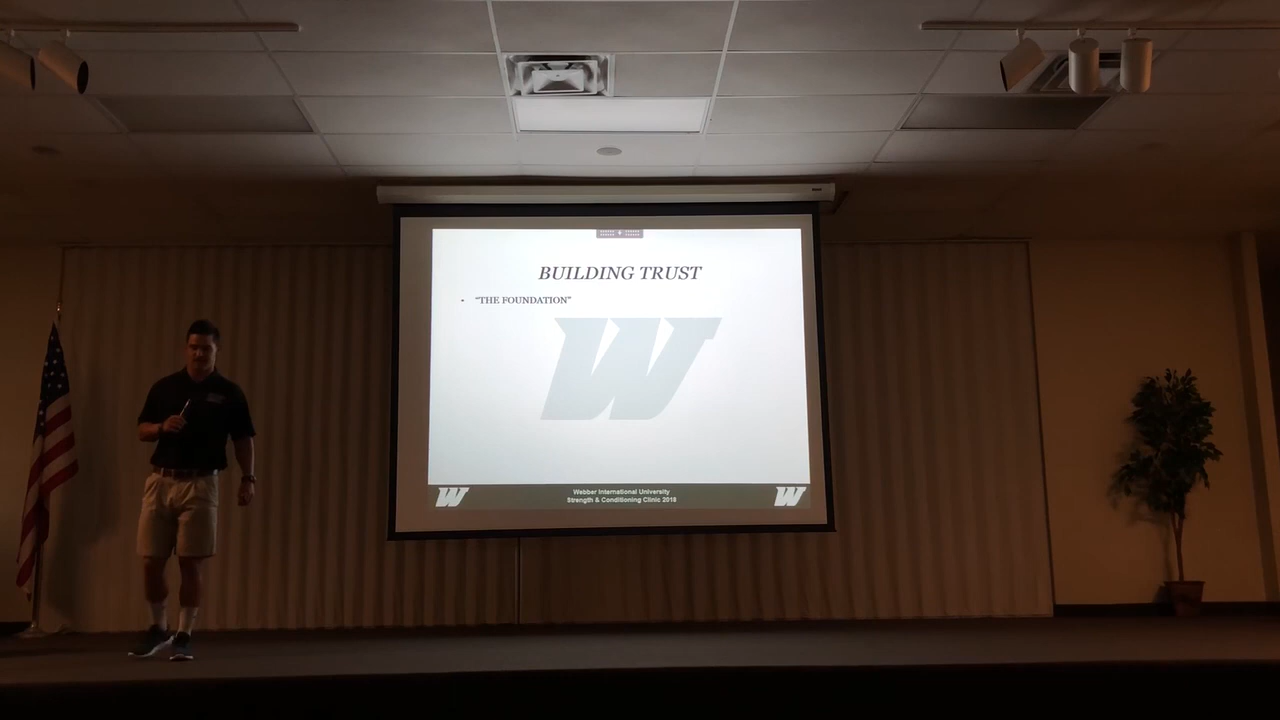 BUILDING TRUST
• "THE FOUNDATION"
W
W
Webber International University
Strength & Conditioning Clinic 2018
W